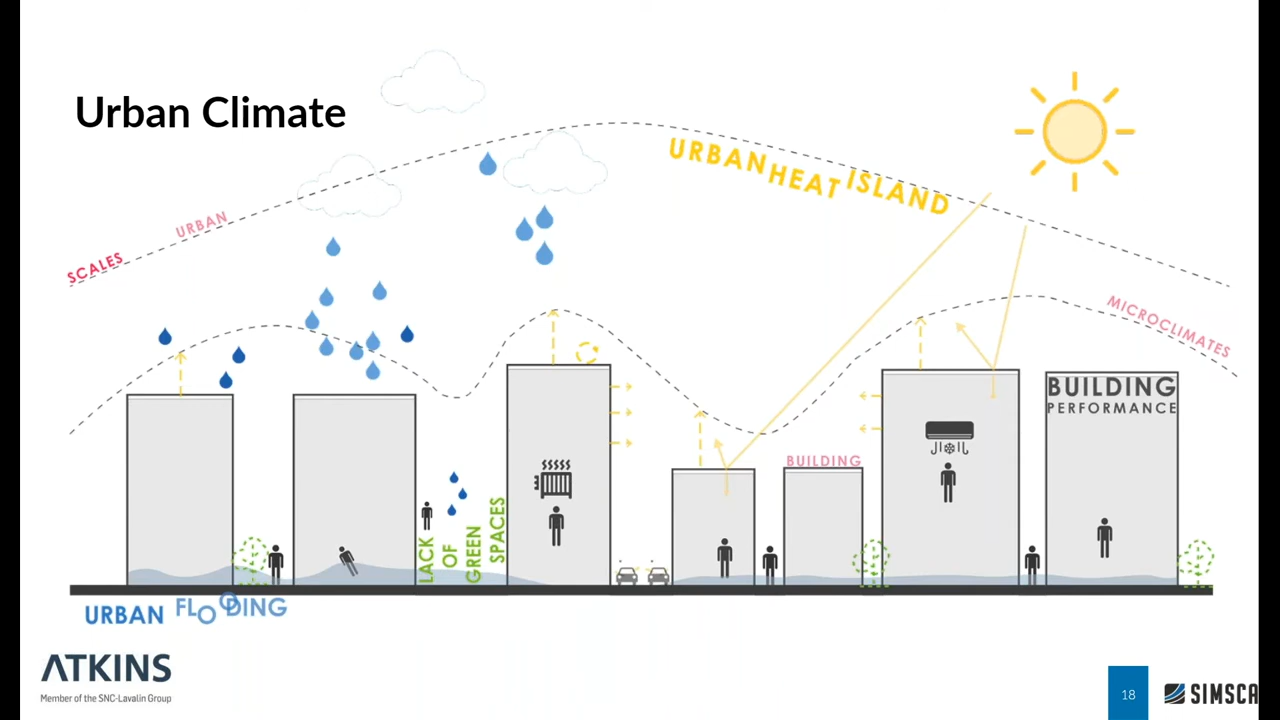 Urban Climate
URBAN HEAT ISLAND
URBAN
SCALES
MICROCLIMATES
BUILDING
PERFORMANCE
BUILDING
LACK
OF
GREEN
SPACES
URBAN FLOODING
ATKINS
Member of the SNC-Lavalin Group
18
SIMSCA